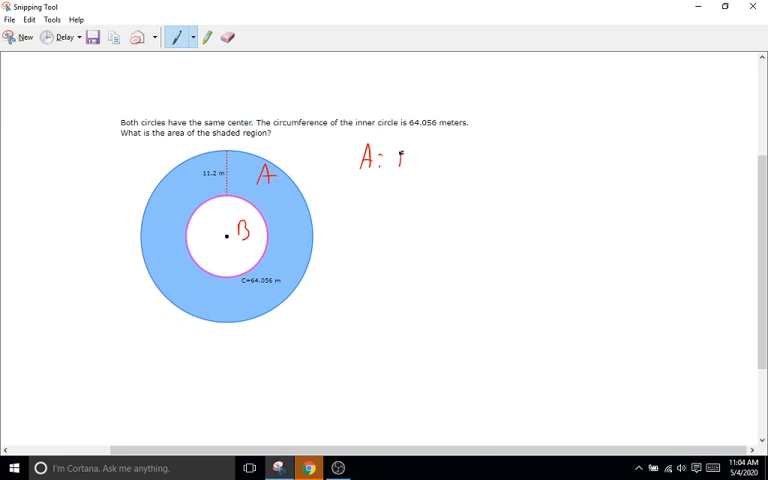 Snipping Tool
File Edit Tools Help
New Delay
Both circles have the same center. The circumference of the inner circle is 64.056 meters.
What is the area of the shaded region?
A:
11.2 m
A
B
C=64.056 m
I'm Cortana. Ask me anything.
11:04 AM
5/4/2020